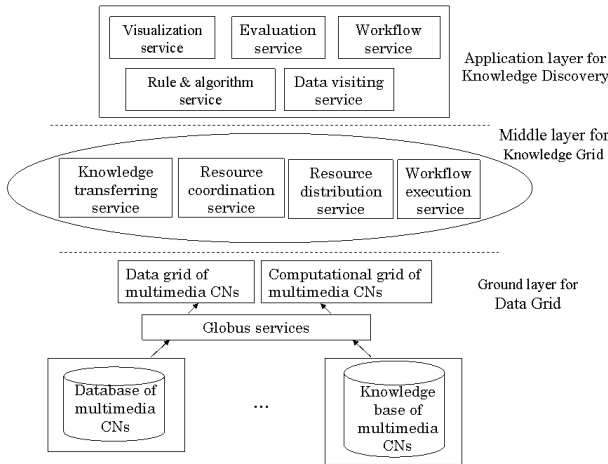 Visualization
service
Evaluation
service
Workflow
service
Rule & algorithm
service
Data visiting
service
Application layer for
Knowledge Discovery
Middle layer for
Knowledge Grid
Knowledge
transferring
service
Resource
coordination
service
Resource
distribution
service
Workflow
execution
service
Data grid of
multimedia CNs
Computational grid of
multimedia CNs
Ground layer for
Data Grid
Globus services
Database of
multimedia
CNs
...
Knowledge
base of
multimedia
CNs